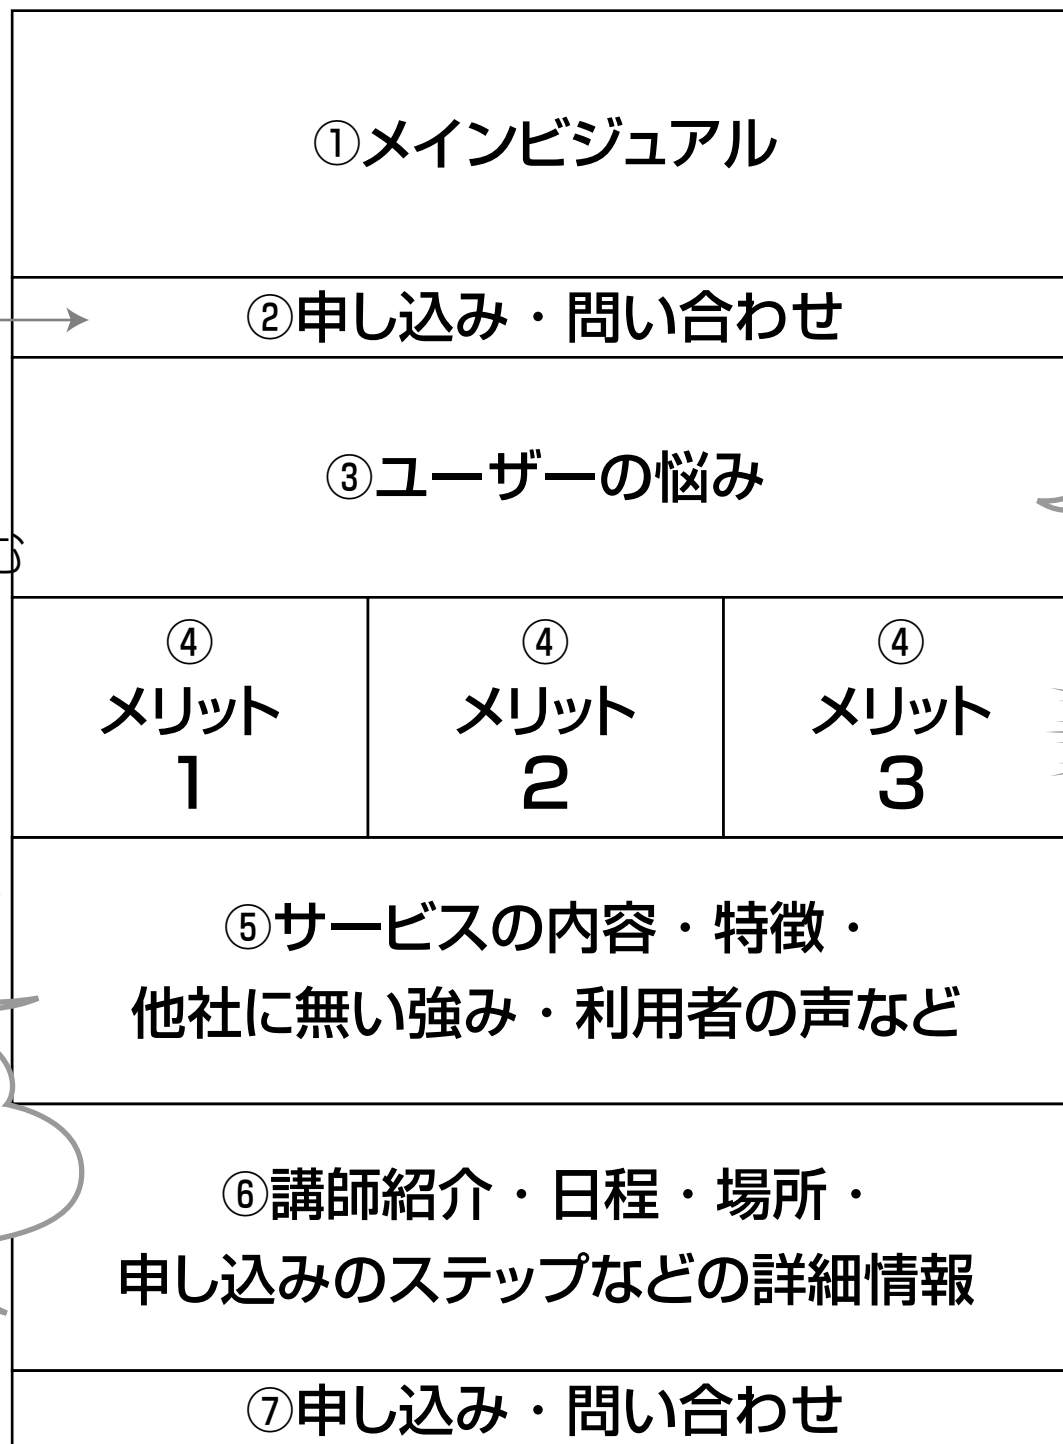 ①メインビジュアル
②申し込み・問い合わせ
③ユーザーの悩み
④
メリット
1
④
メリット
2
④
メリット
3
⑤サービスの内容・特徴・
他社に無い強み・利用者の声など
⑥講師紹介・日程・場所・
申し込みのステップなどの詳細情報
⑦申し込み・問い合わせ